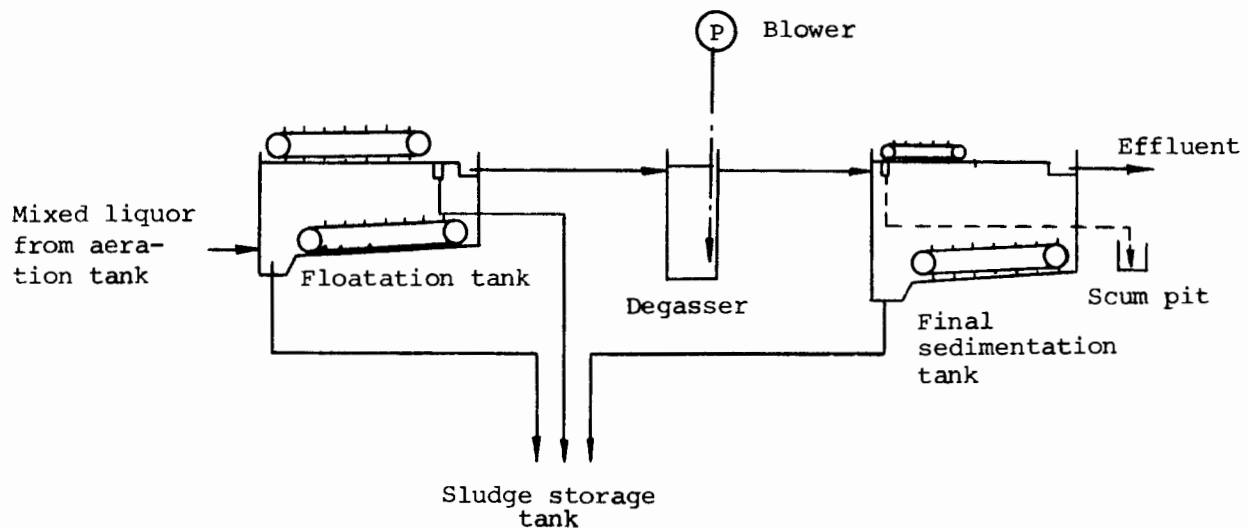 P
Blower
Effluent
Mixed liquor
from aera-
tion tank
Floatation tank
Degasser
Scum pit
Final
sedimentation
tank
Sludge storage
tank